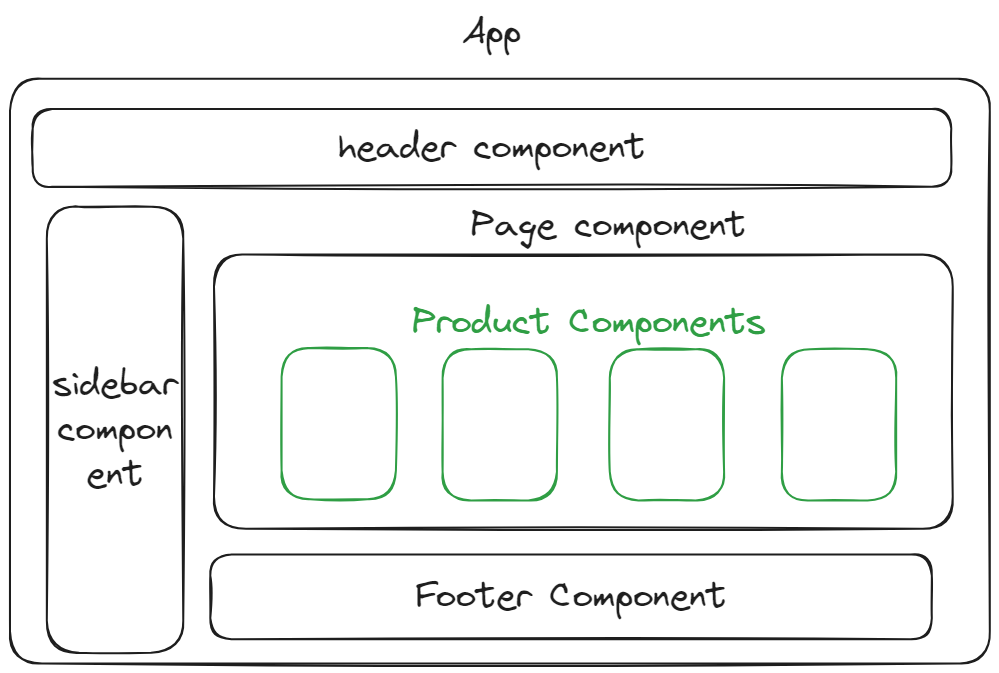 App
header component
Page component
Product Components
sidebar
compon
ent
Footer Component